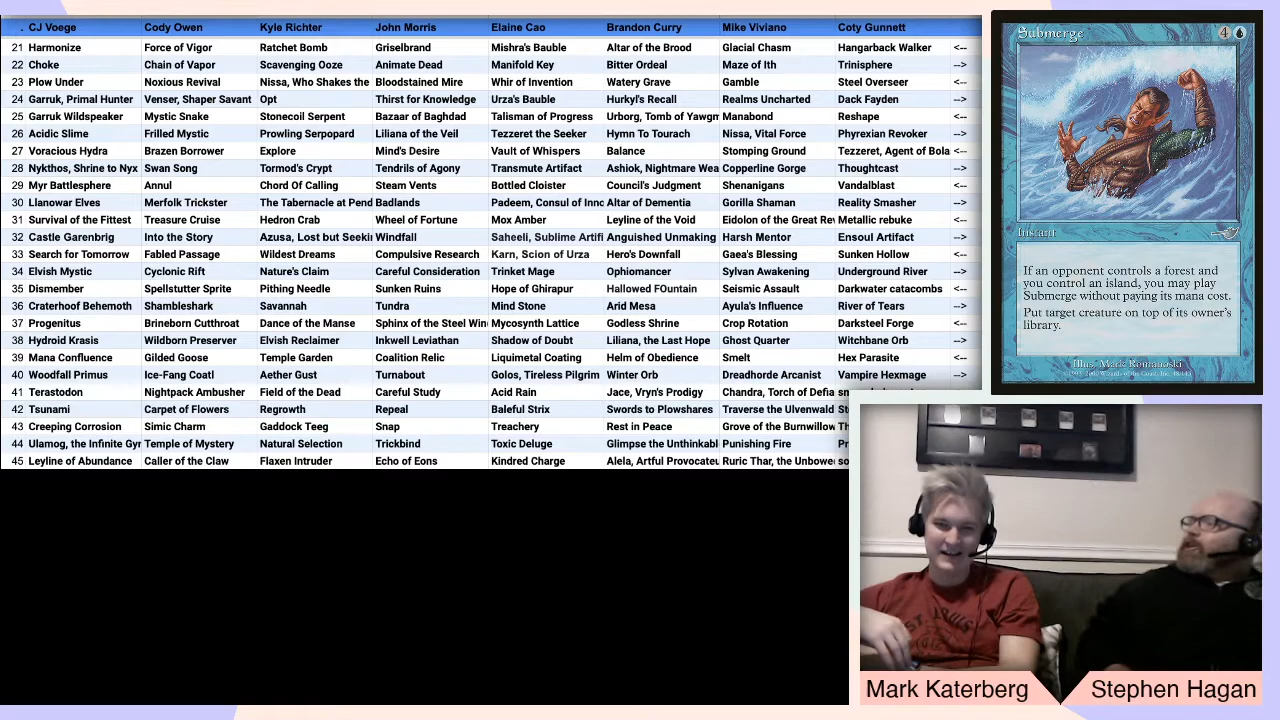 . CJ Voege Cody Owen Kyle Richter John Morris Elaine Cao Brandon Curry Mike Viviano Coty Gunnett
21 Harmonize Force of Vigor Ratchet Bomb Griselbrand Mishra's Bauble Altar of the Brood Glacial Chasm Hangarback Walker <--
22 Choke Chain of Vapor Scavenging Ooze Animate Dead Manifold Key Bitter Ordeal Maze of Ith Trinisphere -->
23 Plow Under Noxious Revival Nissa, Who Shakes the Bloodstained Mire Whir of Invention Watery Grave Gamble Steel Overseer <--
24 Garruk, Primal Hunter Venser, Shaper Savant Opt Thirst for Knowledge Urza's Bauble Hurkyl's Recall Realms Uncharted Dack Fayden -->
25 Garruk Wildspeaker Mystic Snake Stonecoil Serpent Bazaar of Baghdad Talisman of Progress Urborg, Tomb of Yawgm Manabond Reshape <--
26 Acidic Slime Frilled Mystic Prowling Serpopard Liliana of the Veil Tezzeret the Seeker Hymn To Tourach Nissa, Vital Force Phyrexian Revoker -->
27 Voracious Hydra Brazen Borrower Explore Mind's Desire Vault of Whispers Balance Stomping Ground Tezzeret, Agent of Bola <--
28 Nykthos, Shrine to Nyx Swan Song Tormod's Crypt Tendrils of Agony Transmute Artifact Ashiok, Nightmare Wea Copperline Gorge Thoughtcast -->
29 Myr Battlesphere Annul Chord Of Calling Steam Vents Bottled Cloister Council's Judgment Shenanigans Vandalblast <--
30 Llanowar Elves Merfolk Trickster The Tabernacle at Pend Badlands Padeem, Consul of Inno Altar of Dementia Gorilla Shaman Reality Smasher -->
31 Survival of the Fittest Treasure Cruise Hedron Crab Wheel of Fortune Mox Amber Leyline of the Void Eidolon of the Great Rev Metallic rebuke <--
32 Castle Garenbrig Into the Story Azusa, Lost but Seeki Windfall Saheeli, Sublime Artifi Anguished Unmaking Harsh Mentor Ensoul Artifact -->
33 Search for Tomorrow Fabled Passage Wildest Dreams Compulsive Research Karn, Scion of Urza Hero's Downfall Gaea's Blessing Sunken Hollow <--
34 Elvish Mystic Cyclonic Rift Nature's Claim Careful Consideration Trinket Mage Ophiomancer Sylvan Awakening Underground River -->
35 Dismember Spellstutter Sprite Pithing Needle Sunken Ruins Hope of Ghirapur Hallowed FOuntain Seismic Assault Darkwater catacombs <--
36 Craterhoof Behemoth Shambleshark Savannah Tundra Mind Stone Arid Mesa Ayula's Influence River of Tears -->
37 Progenitus Brineborn Cutthroat Dance of the Manse Sphinx of the Steel Win Mycosynth Lattice Godless Shrine Crop Rotation Darksteel Forge <--
38 Hydroid Krasis Wildborn Preserver Elvish Reclaimer Inkwell Leviathan Shadow of Doubt Liliana, the Last Hope Ghost Quarter Witchbane Orb -->
39 Mana Confluence Gilded Goose Temple Garden Coalition Relic Liquimetal Coating Helm of Obedience Smelt Hex Parasite <--
40 Woodfall Primus Ice-Fang Coatl Aether Gust Turnabout Golos, Tireless Pilgrim Winter Orb Dreadhorde Arcanist Vampire Hexmage -->
41 Terastodon Nightpack Ambusher Field of the Dead Careful Study Acid Rain Jace, Vryn's Prodigy Chandra, Torch of Defia
42 Tsunami Carpet of Flowers Regrowth Repeal Baleful Strix Swords to Plowshares Traverse the Ulvenwald
43 Creeping Corrosion Simic Charm Gaddock Teeg Snap Treachery Rest in Peace Grove of the Burnwillow
44 Ulamog, the Infinite Gyr Temple of Mystery Natural Selection Trickbind Toxic Deluge Glimpse the Unthinkabl Punishing Fire
45 Leyline of Abundance Caller of the Claw Flaxen Intruder Echo of Eons Kindred Charge Alela, Artful Provocateu Ruric Thar, the Unbowe
Submerge 4
Instant
If an opponent controls a forest and
you control an island, you may play
Submerge without paying its mana cost.
Put target creature on top of its owner's
library.
Illus. Mark Romanoski
Mark Katerberg Stephen Hagan